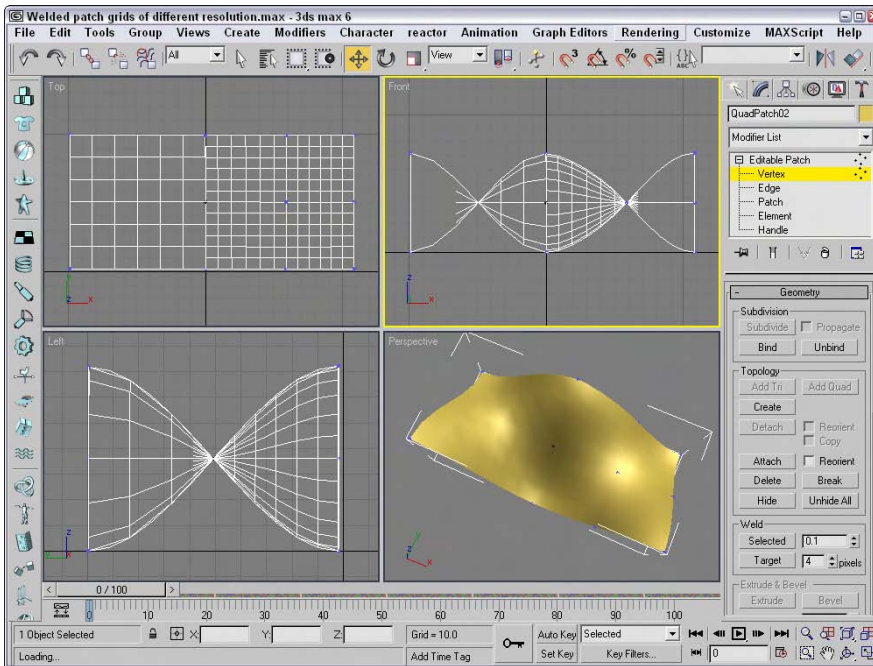 Welded patch grids of different resolution.max - 3ds max 6
File Edit Tools Group Views Create Modifiers Character reactor Animation Graph Editors Rendering Customize MAXScript Help
All
View
3
%
ABC
Top
Front
Left
Perspective
z x
z x
z
z x
QuadPatch02
Modifier List
Editable Patch
Vertex
Edge
Patch
Element
Handle
- Geometry
Subdivision
Subdivide Propagate
Bind Unbind
Topology
Add Tri Add Quad
Create
Detach Reorient
Copy
Attach Reorient
Delete Break
Hide Unhide All
Weld
Selected 0.1
Target 4 pixels
Extrude & Bevel
Extrude Bevel
< 0 / 100 >
0 10 20 30 40 50 60 70 80 90 100
1 Object Selected X: Y: Z: Grid = 10.0 Auto Key Selected
Loading... Add Time Tag Set Key Key Filters... 0